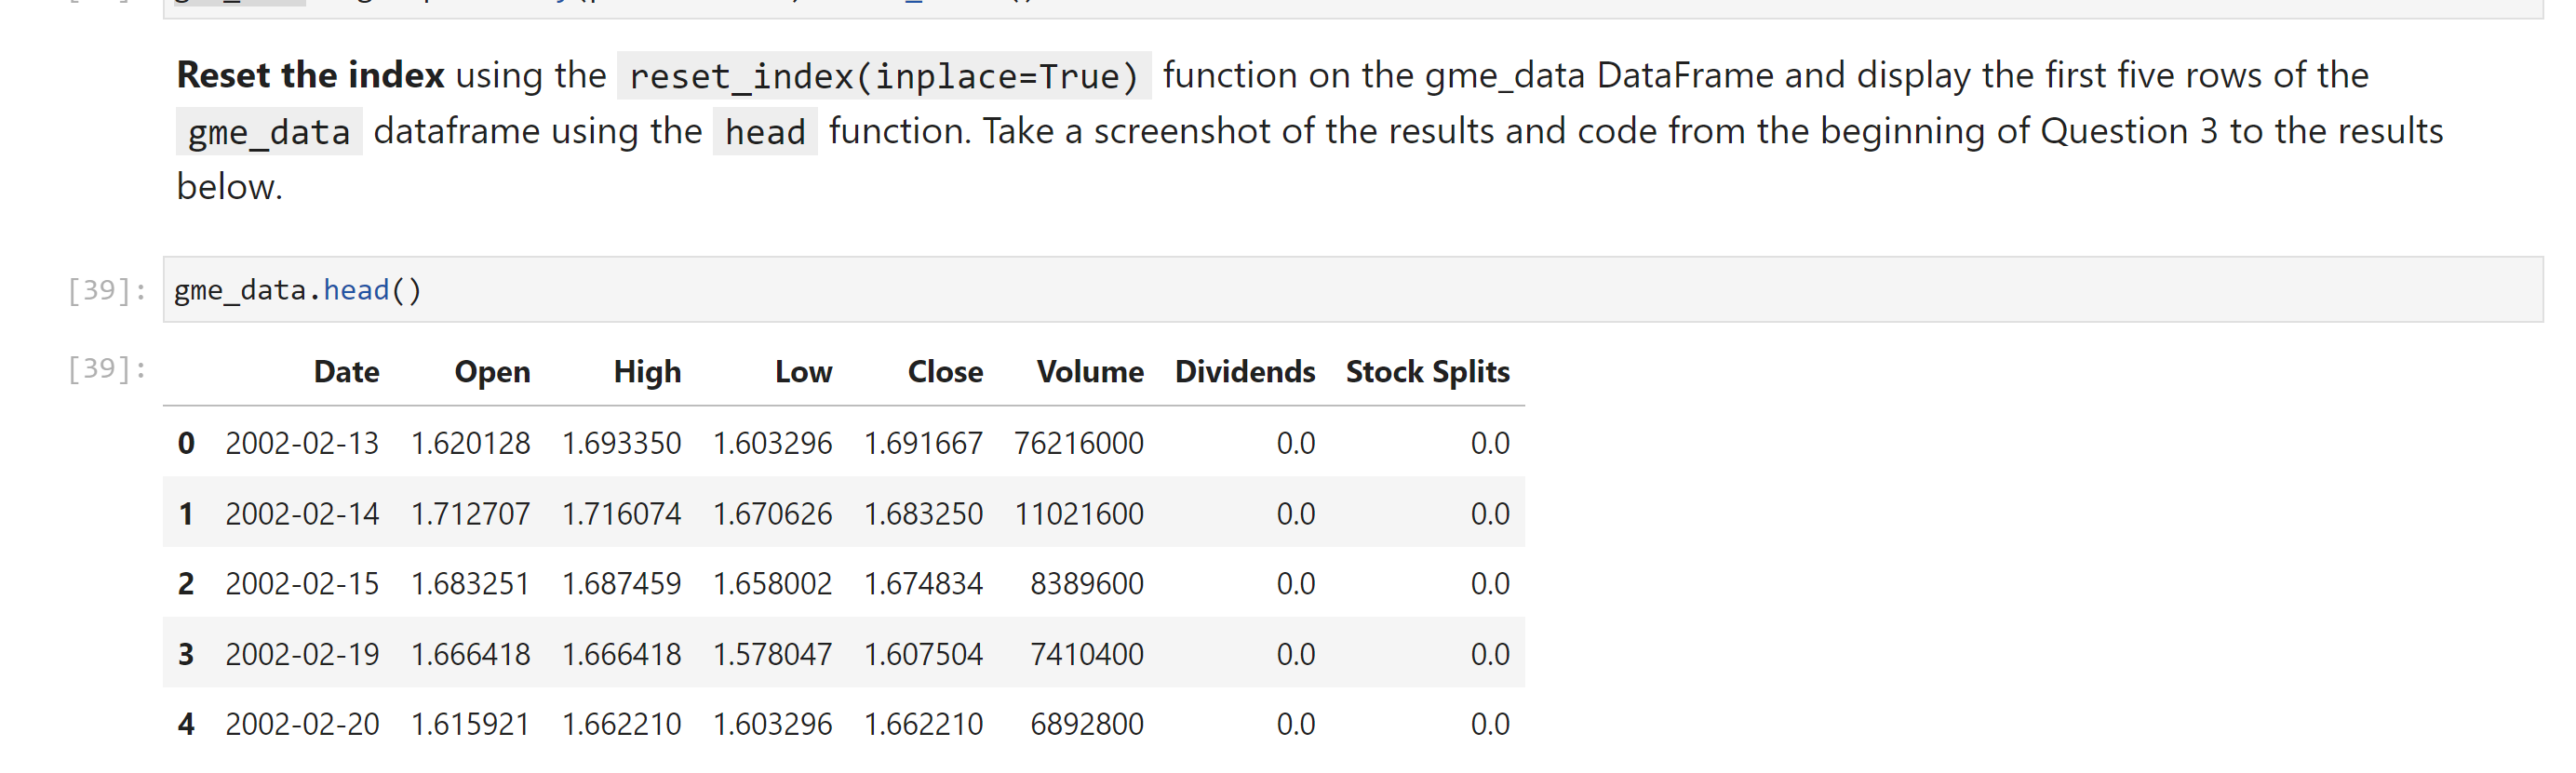 Reset the index using the reset_index(inplace=True) function on the gme_data DataFrame and display the first five rows of the
gme_data dataframe using the head function. Take a screenshot of the results and code from the beginning of Question 3 to the results
below.
[39]: gme_data.head()
[39]: Date Open High Low Close Volume Dividends Stock Splits
0 2002-02-13 1.620128 1.693350 1.603296 1.691667 76216000 0.0 0.0
1 2002-02-14 1.712707 1.716074 1.670626 1.683250 11021600 0.0 0.0
2 2002-02-15 1.683251 1.687459 1.658002 1.674834 8389600 0.0 0.0
3 2002-02-19 1.666418 1.666418 1.578047 1.607504 7410400 0.0 0.0
4 2002-02-20 1.615921 1.662210 1.603296 1.662210 6892800 0.0 0.0